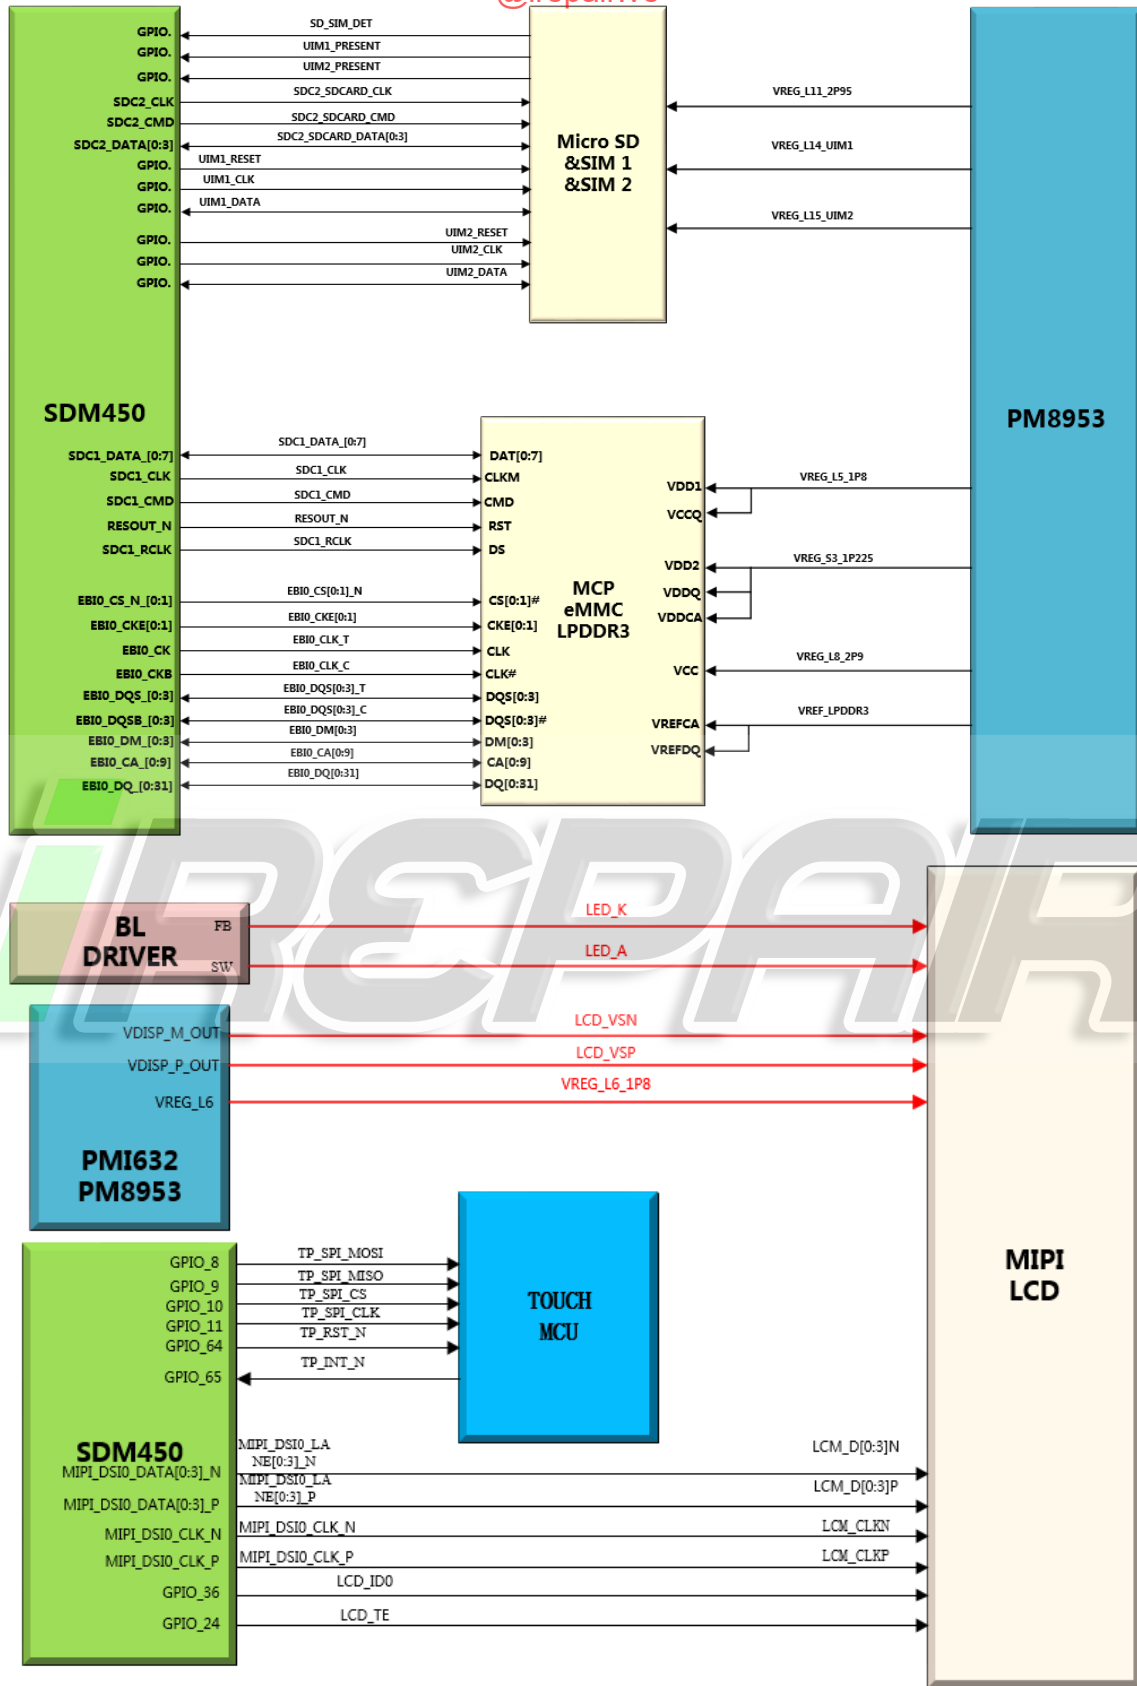 GPIO.
SD_SIM_DET
GPIO.
UIM1_PRESENT
GPIO.
UIM2_PRESENT
SDC2_CLK
SDC2_SDCARD_CLK
SDC2_CMD
SDC2_SDCARD_CMD
SDC2_DATA[0:3]
SDC2_SDCARD_DATA[0:3]
GPIO.
UIM1_RESET
GPIO.
UIM1_CLK
GPIO.
UIM1_DATA
GPIO.
UIM2_RESET
GPIO.
UIM2_CLK
GPIO.
UIM2_DATA
Micro SD
&SIM 1
&SIM 2
VREG_L11_2P95
VREG_L14_UIM1
VREG_L15_UIM2
SDM450
PM8953
SDC1_DATA_[0:7]
SDC1_DATA_[0:7]
DAT[0:7]
SDC1_CLK
SDC1_CLK
CLKM
SDC1_CMD
SDC1_CMD
CMD
RESOUT_N
RESOUT_N
RST
SDC1_RCLK
SDC1_RCLK
DS
EBI0_CS_N_[0:1]
EBI0_CS[0:1]_N
CS[0:1]#
EBI0_CKE[0:1]
EBI0_CKE[0:1]
CKE[0:1]
EBI0_CK
EBI0_CLK_T
CLK
EBI0_CKB
EBI0_CLK_C
CLK#
EBI0_DQS_[0:3]
EBI0_DQS[0:3]_T
DQS[0:3]
EBI0_DQSB_[0:3]
EBI0_DQS[0:3]_C
DQS[0:3]#
EBI0_DM_[0:3]
EBI0_DM[0:3]
DM[0:3]
EBI0_CA_[0:9]
EBI0_CA[0:9]
CA[0:9]
EBI0_DQ_[0:31]
EBI0_DQ[0:31]
DQ[0:31]
MCP
eMMC
LPDDR3
VDD1
VREG_L5_1P8
VCCQ
VDD2
VREG_S3_1P225
VDDQ
VDDCA
VCC
VREG_L8_2P9
VREFCA
VREF_LPDDR3
VREFDQ
iREPAIR
BL
DRIVER
FB
LED_K
SW
LED_A
VDISP_M_OUT
LCD_VSN
VDISP_P_OUT
LCD_VSP
VREG_L6
VREG_L6_1P8
PMI632
PM8953
GPIO_8
TP_SPI_MOSI
GPIO_9
TP_SPI_MISO
GPIO_10
TP_SPI_CS
GPIO_11
TP_SPI_CLK
GPIO_64
TP_RST_N
GPIO_65
TP_INT_N
TOUCH
MCU
MIPI
LCD
SDM450
MIPI_DSI0_DATA[0:3]_N
MIPI_DSI0_LA
NE[0:3]_N
LCM_D[0:3]N
MIPI_DSI0_DATA[0:3]_P
MIPI_DSI0_LA
NE[0:3]_P
LCM_D[0:3]P
MIPI_DSI0_CLK_N
MIPI_DSI0_CLK_N
LCM_CLKN
MIPI_DSI0_CLK_P
MIPI_DSI0_CLK_P
LCM_CLKP
GPIO_36
LCD_ID0
GPIO_24
LCD_TE